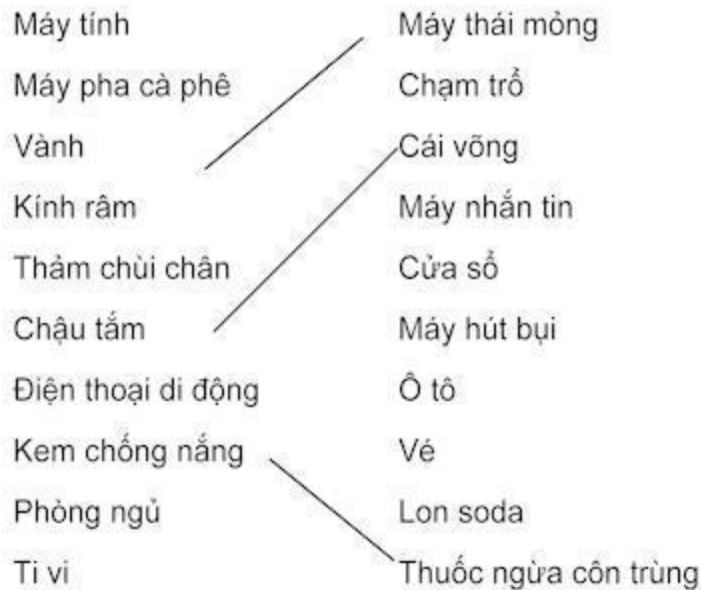 Máy tính
Máy pha cà phê
Vành
Kính râm
Thảm chùi chân
Chậu tắm
Điện thoại di động
Kem chống nắng
Phòng ngủ
Ti vi
Máy thái mỏng
Chạm trổ
Cái võng
Máy nhắn tin
Cửa sổ
Máy hút bụi
Ô tô
Vé
Lon soda
Thuốc ngừa côn trùng